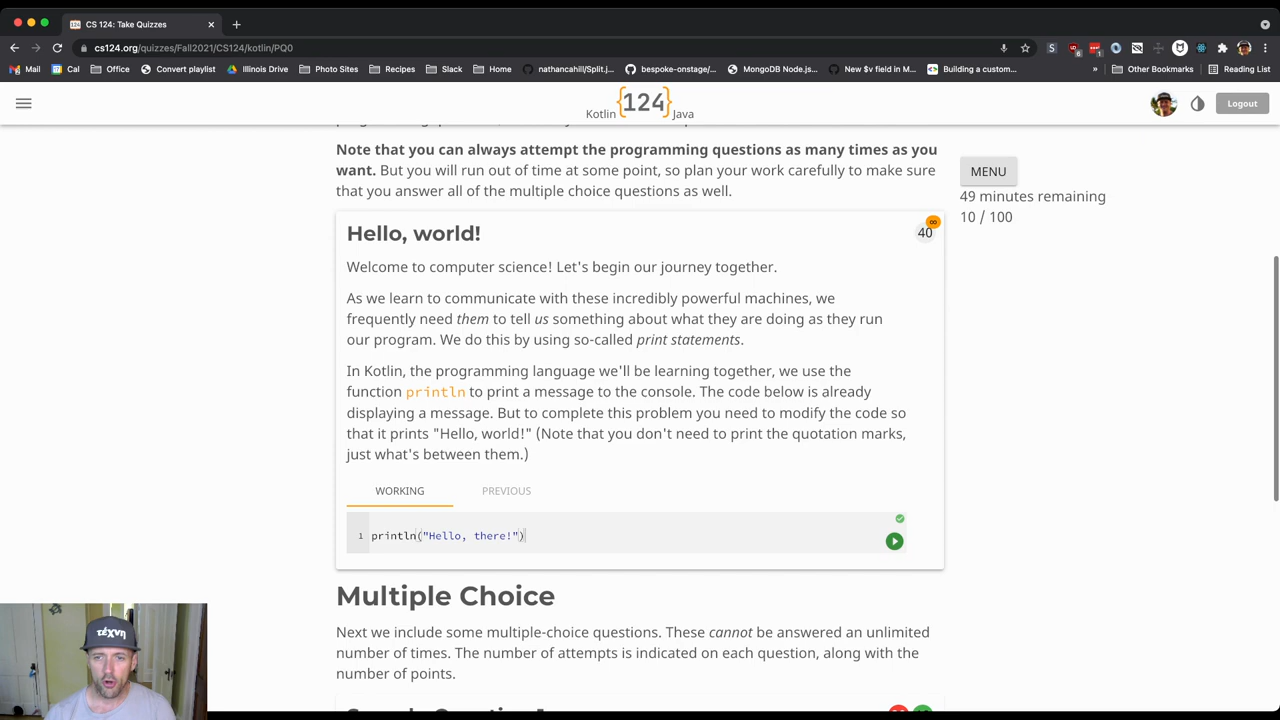 CS 124: Take Quizzes
cs124.org/quizzes/Fall2021/CS124/kotlin/PQ0
Mail Cal Office Convert playlist Illinois Drive Photo Sites Recipes Slack Home nathancahill/Split.j... bespoke-onstage/... MongoDB Node.js... New $v field in M... Building a custom... » Other Bookmarks Reading List
Kotlin {124} Java Logout
Note that you can always attempt the programming questions as many times as you
want. But you will run out of time at some point, so plan your work carefully to make sure
that you answer all of the multiple choice questions as well.
MENU
49 minutes remaining
10 / 100
Hello, world!
∞
40
Welcome to computer science! Let's begin our journey together.
As we learn to communicate with these incredibly powerful machines, we
frequently need them to tell us something about what they are doing as they run
our program. We do this by using so-called print statements.
In Kotlin, the programming language we'll be learning together, we use the
function println to print a message to the console. The code below is already
displaying a message. But to complete this problem you need to modify the code so
that it prints "Hello, world!" (Note that you don't need to print the quotation marks,
just what's between them.)
WORKING PREVIOUS
1 println("Hello, there!")
Multiple Choice
Next we include some multiple-choice questions. These cannot be answered an unlimited
number of times. The number of attempts is indicated on each question, along with the
number of points.
τέχνη